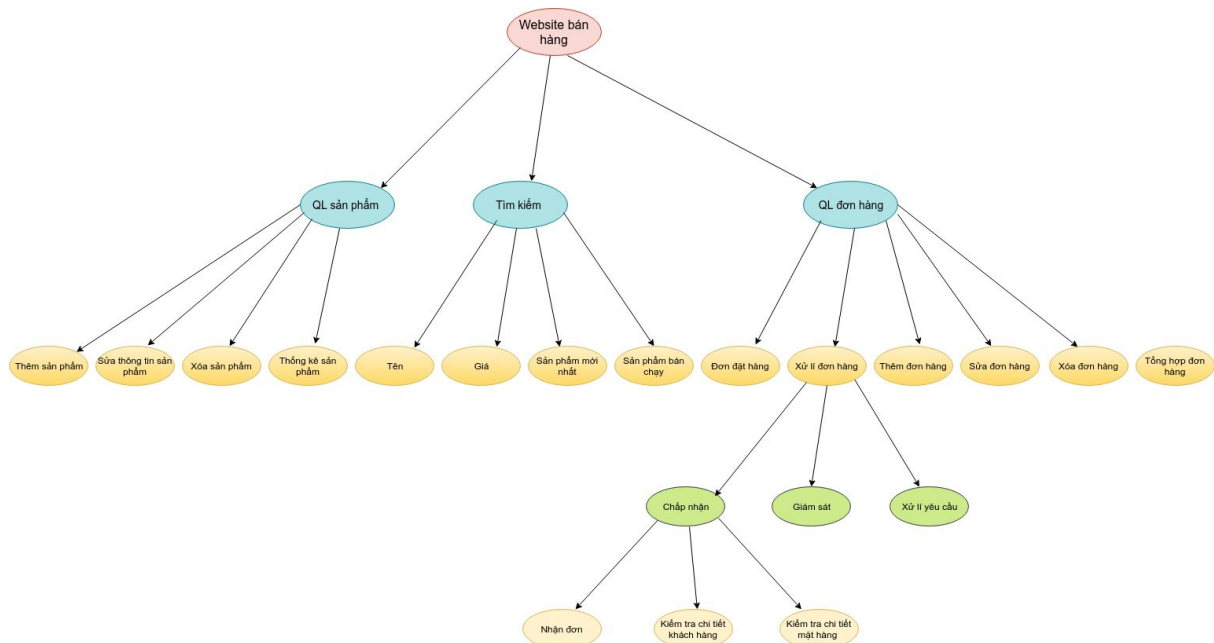 Website bán
hàng
QL sản phẩm
Tìm kiếm
QL đơn hàng
Thêm sản phẩm
Sửa thông tin sản
phẩm
Xóa sản phẩm
Thống kê sản
phẩm
Tên
Giá
Sản phẩm mới
nhất
Sản phẩm bán
chạy
Đơn đặt hàng
Xử lí đơn hàng
Thêm đơn hàng
Sửa đơn hàng
Xóa đơn hàng
Tổng hợp đơn
hàng
Chấp nhận
Giám sát
Xử lí yêu cầu
Nhận đơn
Kiểm tra chi tiết
khách hàng
Kiểm tra chi tiết
mặt hàng